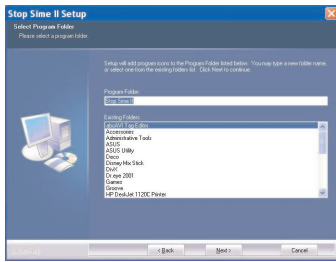 Stop Sime II Setup
Select Program Folder
Please select a program folder.
Setup will add program icons to the Program Folder listed below. You may type a new folder name,
or select one from the existing folders list. Click Next to continue.
Program Folder:
Stop Sime II
Existing Folders:
Tag Editor
Accessories
Administrative Tools
ASUS
ASUS Utility
Deco
Disney Mix Stick
DivX
Dr.eye 2001
Games
Groove
HP DeskJet 1120C Printer
< Back
Next >
Cancel